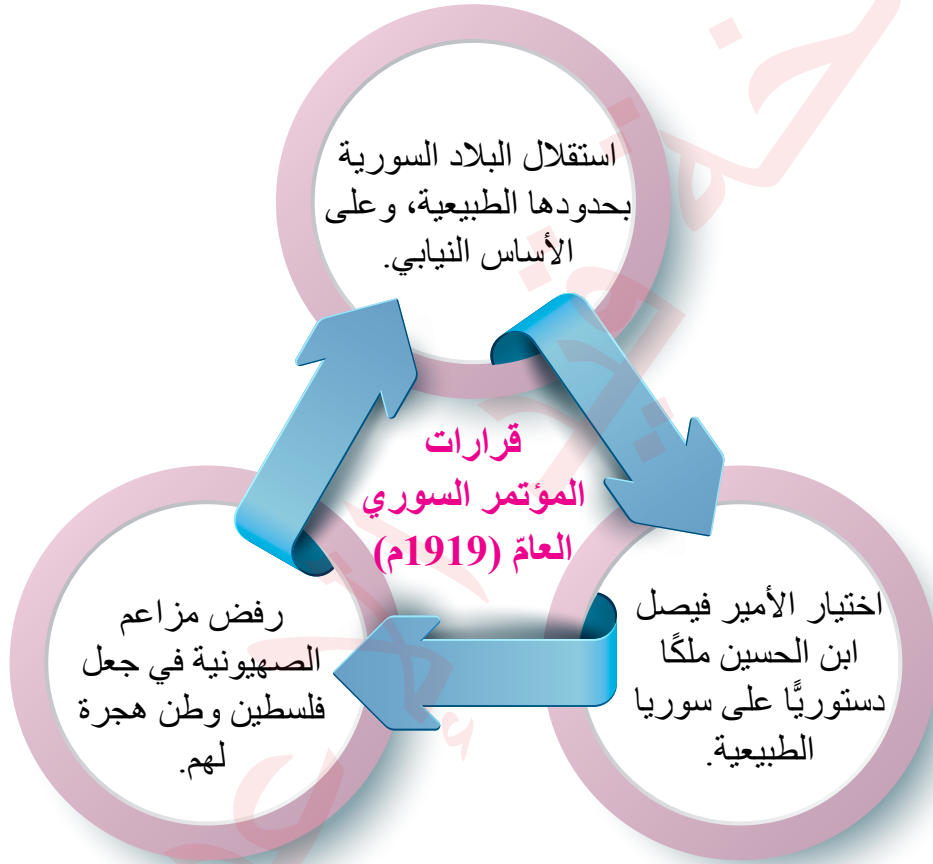 استقلال البلاد السورية
بحدودها الطبيعية، وعلى
الأساس النيابي.
قرارات
المؤتمر السوري
العامّ (1919م)
اختيار الأمير فيصل
ابن الحسين ملكًا
دستوريًّا على سوريا
الطبيعية.
رفض مزاعم
الصهيونية في جعل
فلسطين وطن هجرة
لهم.